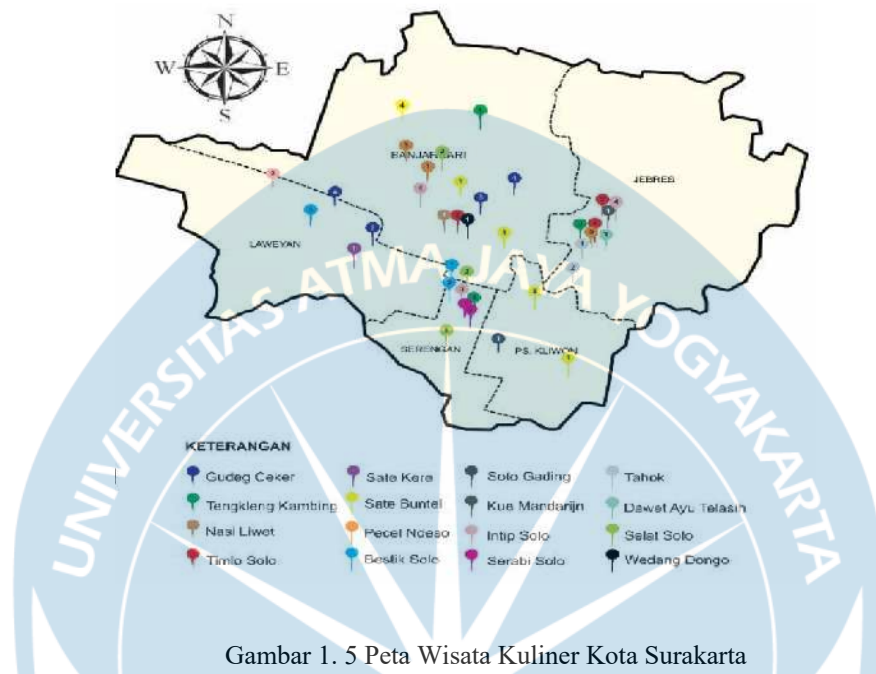 N
W E
S
BANJARSARI
JEBRES
LAWEYAN
SERENGAN
PS. KLIWON
UNIVERSITAS ATMA JAYA YOGYAKARTA
KETERANGAN
Gudeg Ceker
Sate Kere
Soto Gading
Tahok
Tengkleng Kambing
Sate Buntel
Kue Mandarijn
Dawet Ayu Telasih
Nasi Liwet
Pecel Ndeso
Intip Solo
Selat Solo
Timlo Solo
Bestik Solo
Serabi Solo
Wedang Dongo
Gambar 1. 5 Peta Wisata Kuliner Kota Surakarta